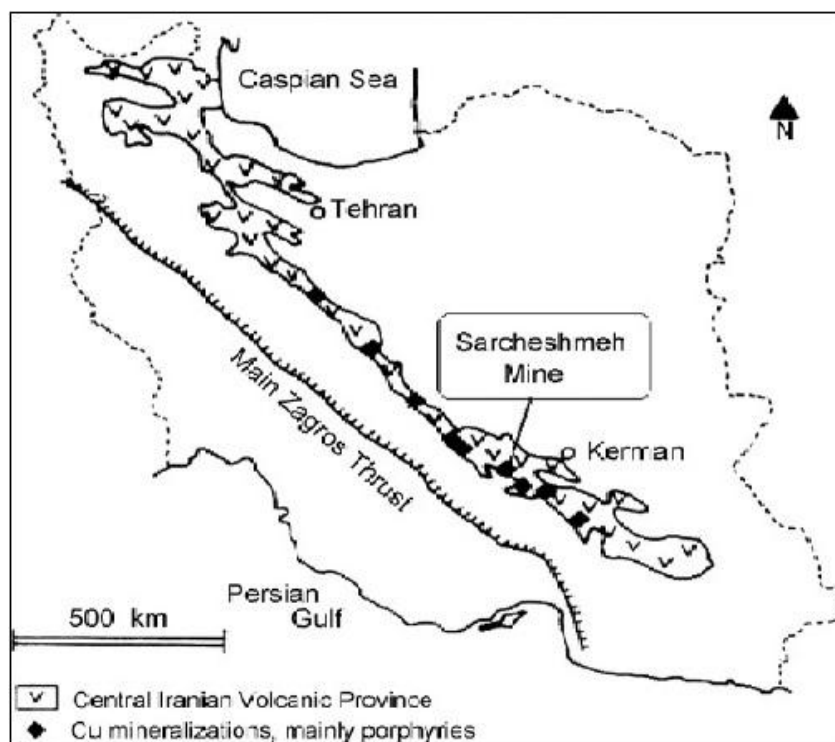 Caspian Sea
N
Tehran
Sarcheshmeh
Mine
Main Zagros Thrust
Kerman
Persian
Gulf
500 km
Central Iranian Volcanic Province
Cu mineralizations, mainly porphyries